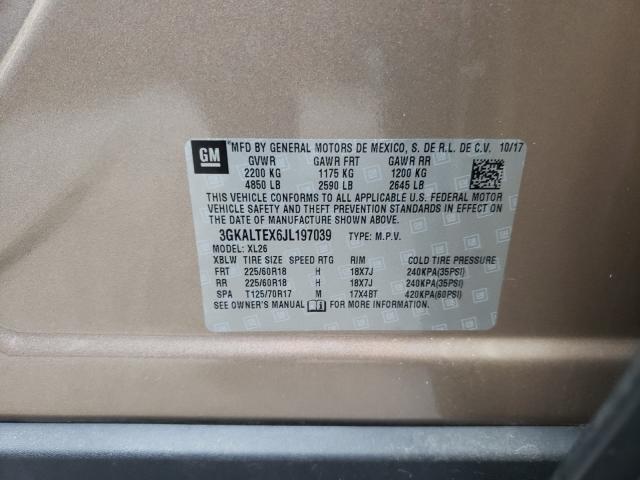 GM MFD BY GENERAL MOTORS DE MEXICO, S. DE R.L. DE C.V. 10/17
GVWR GAWR FRT GAWR RR
2200 KG 1175 KG 1200 KG
4850 LB 2590 LB 2645 LB
THIS VEHICLE CONFORMS TO ALL APPLICABLE U.S. FEDERAL MOTOR
VEHICLE SAFETY AND THEFT PREVENTION STANDARDS IN EFFECT ON
THE DATE OF MANUFACTURE SHOWN ABOVE.
3GKALTEX6JL197039 TYPE: M.P.V.
MODEL: XL26
XBLW TIRE SIZE SPEED RTG RIM COLD TIRE PRESSURE
FRT 225/60R18 H 18X7J 240KPA(35PSI)
RR 225/60R18 H 18X7J 240KPA(35PSI)
SPA T125/70R17 M 17X4BT 420KPA(60PSI)
SEE OWNER'S MANUAL FOR MORE INFORMATION